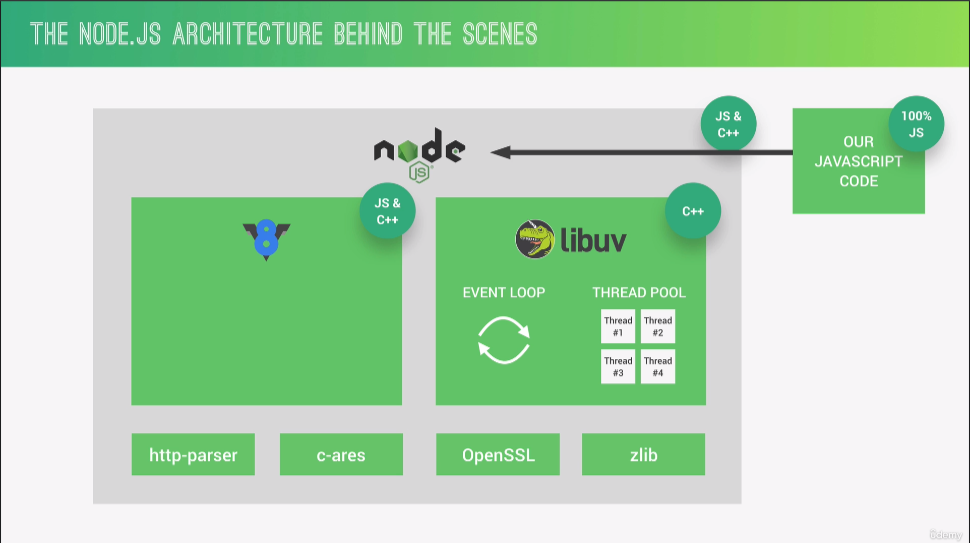 THE NODE.JS ARCHITECTURE BEHIND THE SCENES
JS &
C++
100%
JS
node
JS
OUR
JAVASCRIPT
CODE
JS &
C++
C++
8
libuv
EVENT LOOP
THREAD POOL
Thread
#1
Thread
#2
Thread
#3
Thread
#4
http-parser
c-ares
OpenSSL
zlib
Udemy